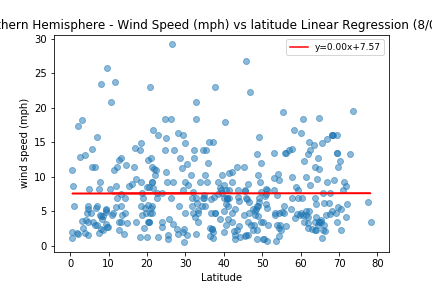 thern Hemisphere - Wind Speed (mph) vs latitude Linear Regression (8/0
30
25
20
15
10
5
0
wind speed (mph)
y=0.00x+7.57
0 10 20 30 40 50 60 70 80
Latitude